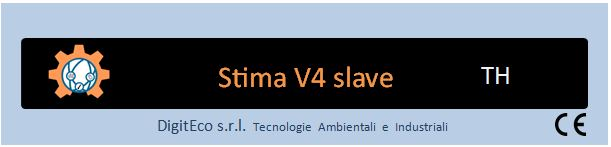 Stima V4 slave TH
DigitEco s.r.l. Tecnologie Ambientali e Industriali
CE